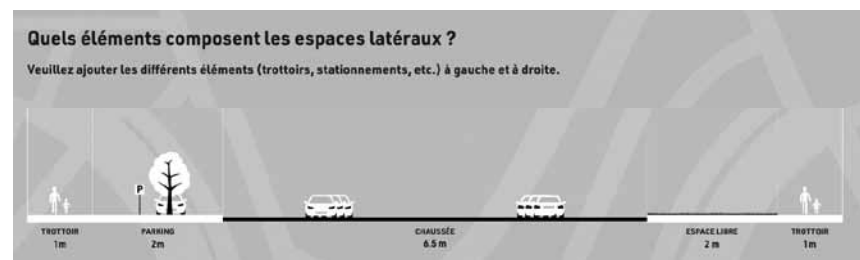 Quels éléments composent les espaces latéraux ?
Veuillez ajouter les différents éléments (trottoirs, stationnements, etc.) à gauche et à droite.
P
TROTTOIR PARKING CHAUSSÉE ESPACE LIBRE TROTTOIR
1m 2m 6.5 m 2 m 1m